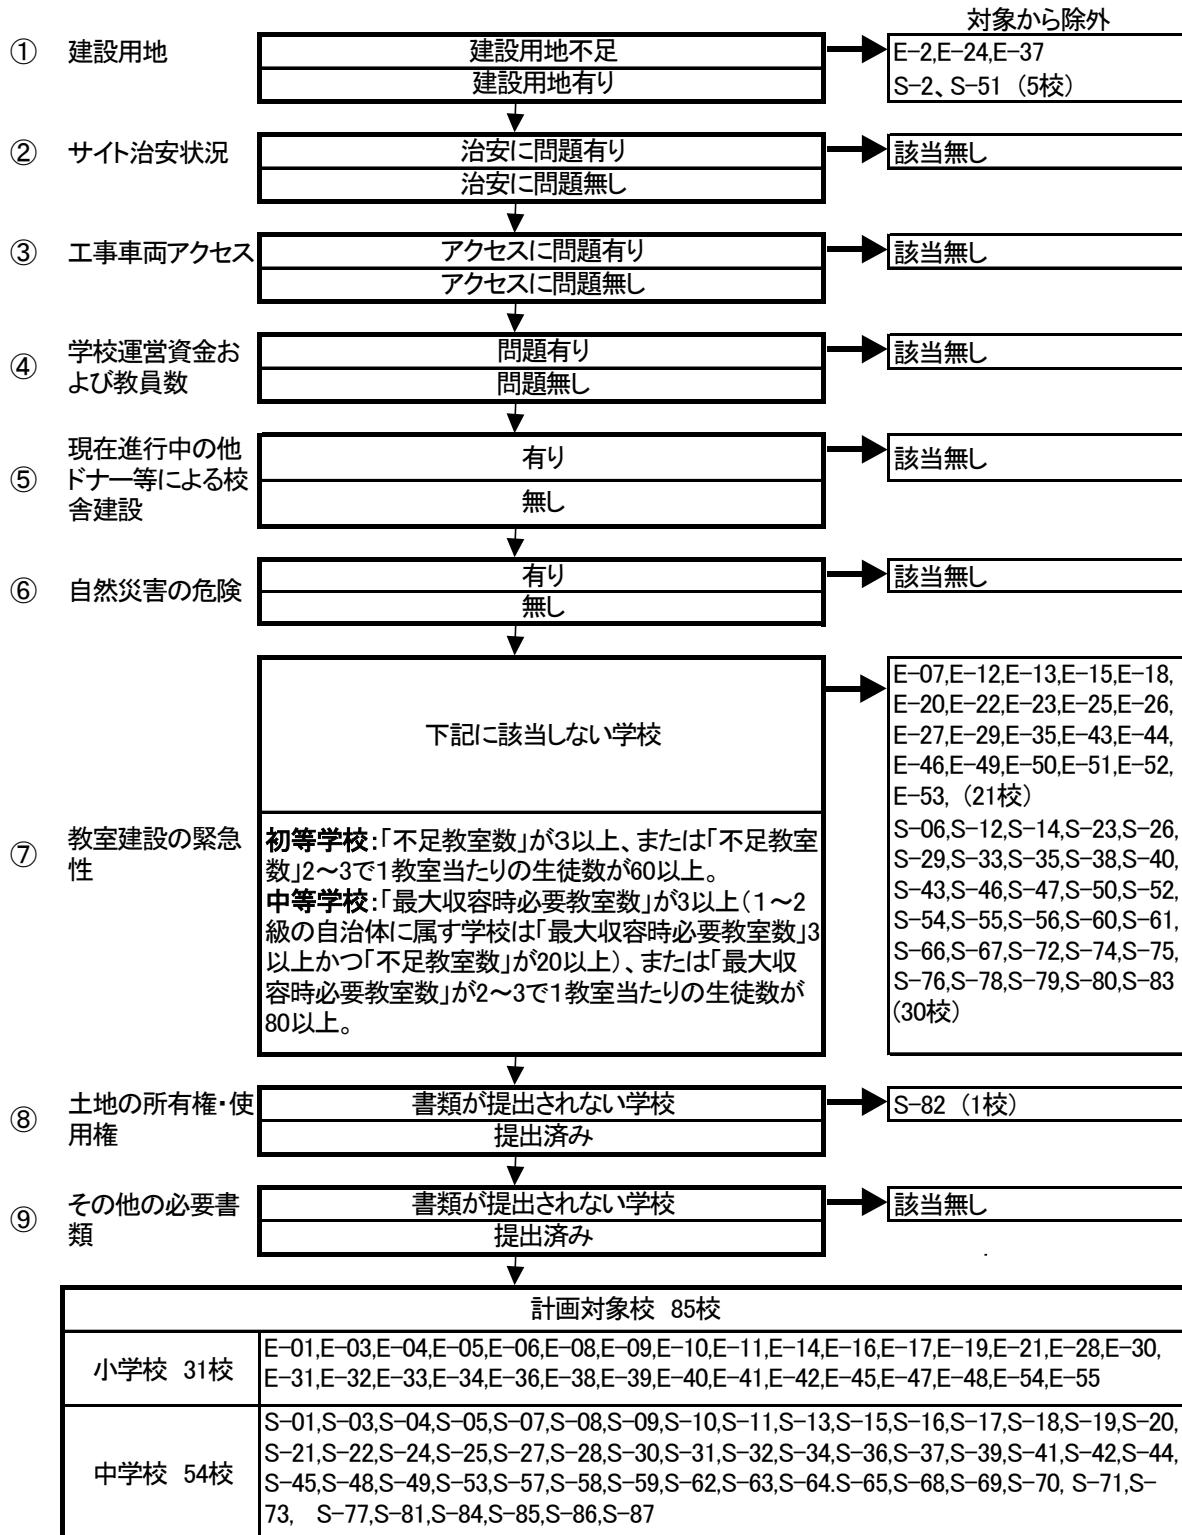 対象から除外
① 建設用地
建設用地不足
建設用地有り
E-2,E-24,E-37
S-2、S-51 (5校)
② サイト治安状況
治安に問題有り
治安に問題無し
該当無し
③ 工事車両アクセス
アクセスに問題有り
アクセスに問題無し
該当無し
④ 学校運営資金お
よび教員数
問題有り
問題無し
該当無し
⑤ 現在進行中の他
ドナー等による校
舎建設
有り
無し
該当無し
⑥ 自然災害の危険
有り
無し
該当無し
⑦ 教室建設の緊急
性
下記に該当しない学校
初等学校:「不足教室数」が3以上、または「不足教室
数」2~3で1教室当たりの生徒数が60以上。
中等学校:「最大収容時必要教室数」が3以上(1~2
級の自治体に属す学校は「最大収容時必要教室数」3
以上かつ「不足教室数」が20以上)、または「最大収
容時必要教室数」が2~3で1教室当たりの生徒数が
80以上。
E-07,E-12,E-13,E-15,E-18,
E-20,E-22,E-23,E-25,E-26,
E-27,E-29,E-35,E-43,E-44,
E-46,E-49,E-50,E-51,E-52,
E-53, (21校)
S-06,S-12,S-14,S-23,S-26,
S-29,S-33,S-35,S-38,S-40,
S-43,S-46,S-47,S-50,S-52,
S-54,S-55,S-56,S-60,S-61,
S-66,S-67,S-72,S-74,S-75,
S-76,S-78,S-79,S-80,S-83
(30校)
⑧ 土地の所有権・使
用権
書類が提出されない学校
提出済み
S-82 (1校)
⑨ その他の必要書
類
書類が提出されない学校
提出済み
該当無し
計画対象校 85校
小学校 31校
E-01,E-03,E-04,E-05,E-06,E-08,E-09,E-10,E-11,E-14,E-16,E-17,E-19,E-21,E-28,E-30,
E-31,E-32,E-33,E-34,E-36,E-38,E-39,E-40,E-41,E-42,E-45,E-47,E-48,E-54,E-55
中学校 54校
S-01,S-03,S-04,S-05,S-07,S-08,S-09,S-10,S-11,S-13,S-15,S-16,S-17,S-18,S-19,S-20,
S-21,S-22,S-24,S-25,S-27,S-28,S-30,S-31,S-32,S-34,S-36,S-37,S-39,S-41,S-42,S-44,
S-45,S-48,S-49,S-53,S-57,S-58,S-59,S-62,S-63,S-64.S-65,S-68,S-69,S-70, S-71,S-
73, S-77,S-81,S-84,S-85,S-86,S-87